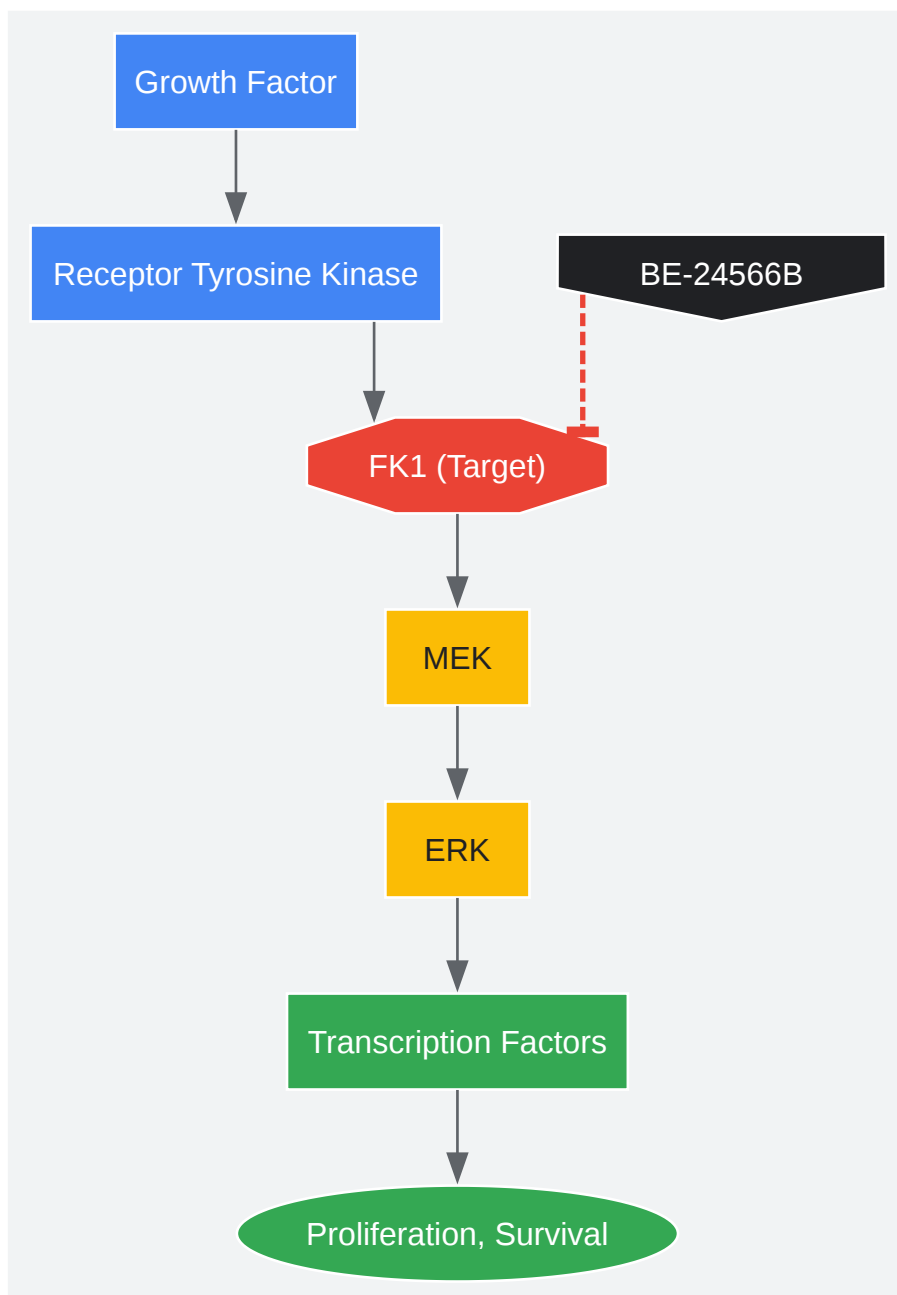 Growth Factor
Receptor Tyrosine Kinase
BE-24566B
FK1 (Target)
MEK
ERK
Transcription Factors
Proliferation, Survival